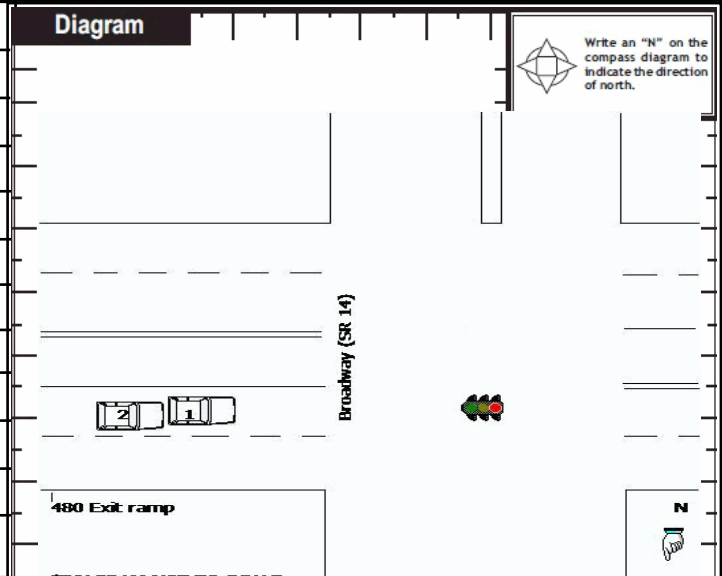 Diagram
Write an “N” on the
compass diagram to
indicate the direction
of north.
Broadway (SR 14)
2
1
480 Exit ramp
N